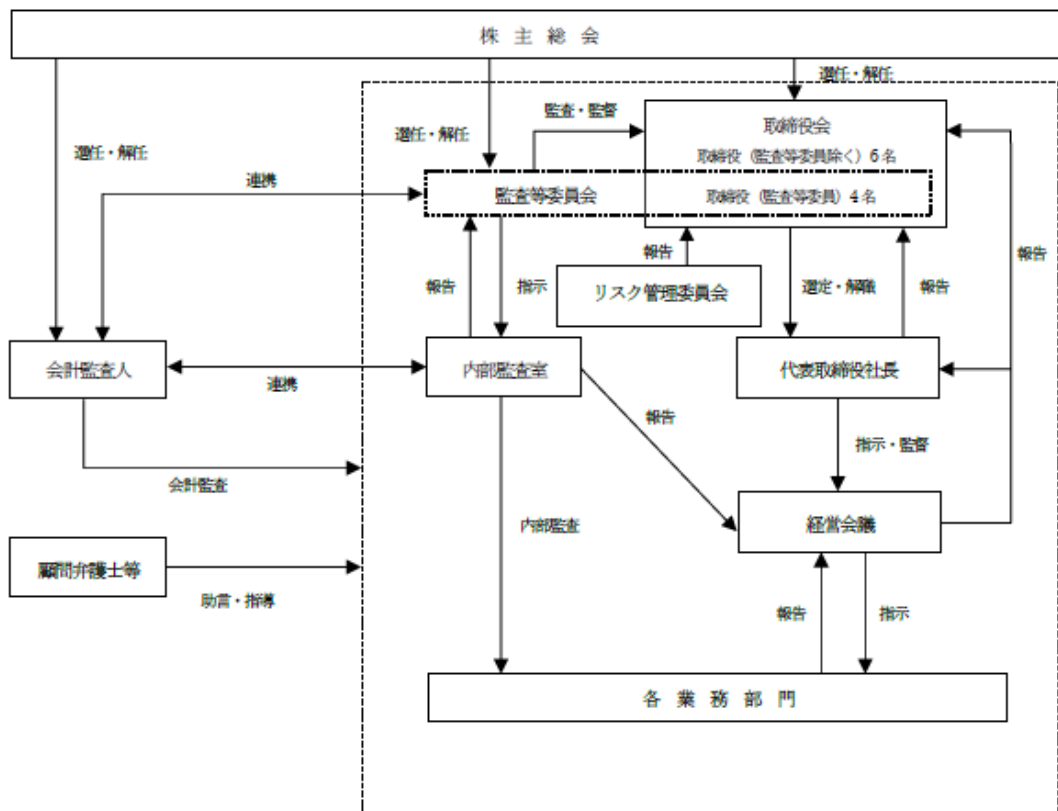 株 主 総 会
選任・解任
監査・監督
取締役会
選任・解任
選任・解任
取締役（監査等委員除く）6名
連携
監査等委員会
取締役（監査等委員）4名
報告
報告
報告
指示
リスク管理委員会
選定・解職
報告
会計監査人
連携
内部監査室
代表取締役社長
報告
指示・監督
会計監査
内部監査
経営会議
顧問弁護士等
助言・指導
報告
指示
各 業 務 部 門